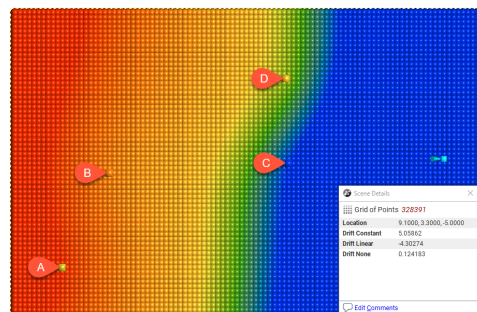 D
C
B
A
Scene Details
Grid of Points 328391
Location 9.1000, 3.3000, -5.0000
Drift Constant 5.05862
Drift Linear -4.30274
Drift None 0.124183
Edit Comments